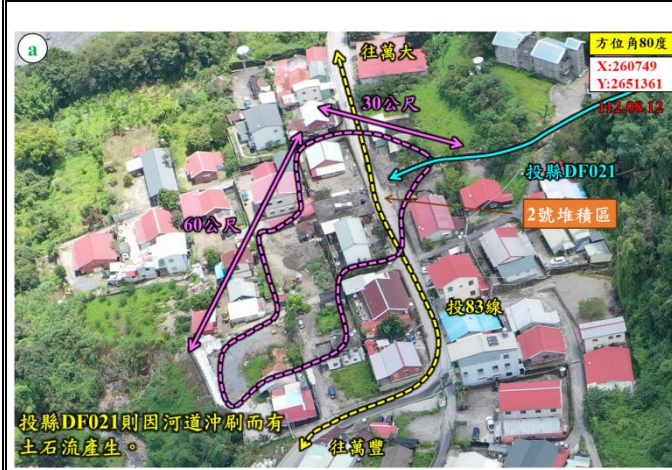 a
往萬大
方位角80度
X:260749
Y:2651361
112.08.12
30公尺
投縣DF021
2號堆積區
60公尺
投83線
投縣DF021則因河道沖刷而有
土石流產生。
往萬豐